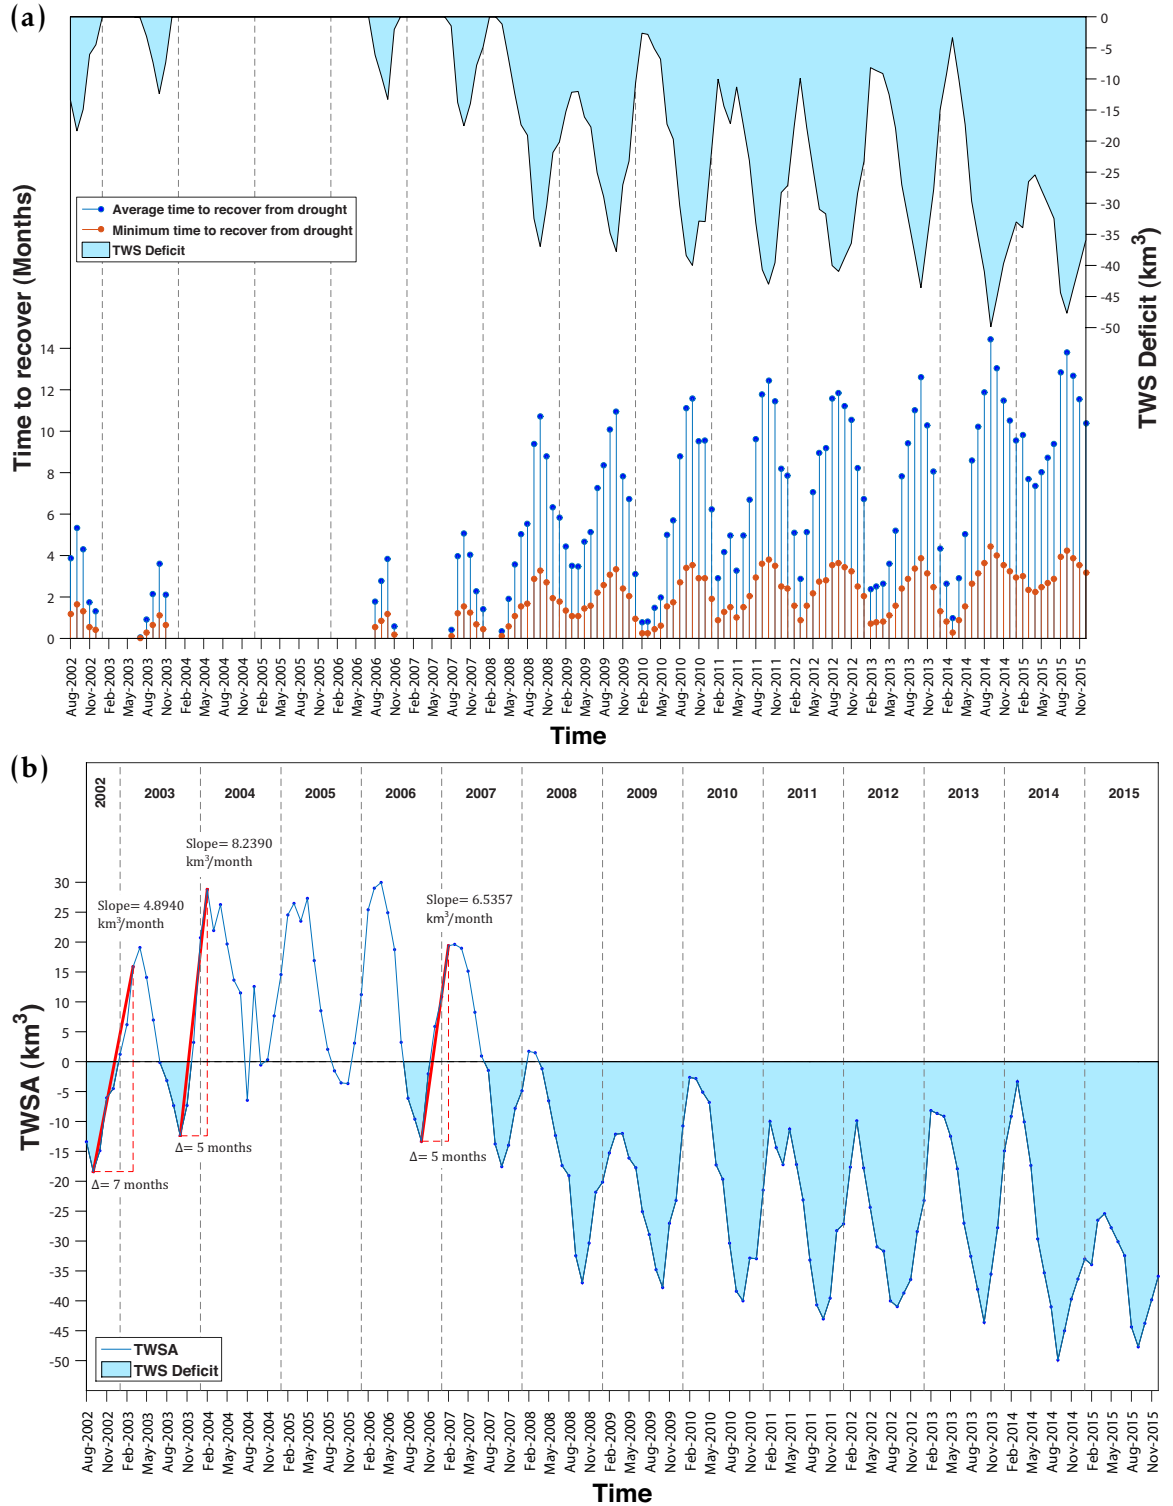 (a)
0
-5
-10
-15
-20
-25
-30
-35
-40
-45
-50
TWS Deficit (km³)
Average time to recover from drought
Minimum time to recover from drought
TWS Deficit
Time to recover (Months)
14
12
10
8
6
4
2
0
Aug-2002
Nov-2002
Feb-2003
May-2003
Aug-2003
Nov-2003
Feb-2004
May-2004
Aug-2004
Nov-2004
Feb-2005
May-2005
Aug-2005
Nov-2005
Feb-2006
May-2006
Aug-2006
Nov-2006
Feb-2007
May-2007
Aug-2007
Nov-2007
Feb-2008
May-2008
Aug-2008
Nov-2008
Feb-2009
May-2009
Aug-2009
Nov-2009
Feb-2010
May-2010
Aug-2010
Nov-2010
Feb-2011
May-2011
Aug-2011
Nov-2011
Feb-2012
May-2012
Aug-2012
Nov-2012
Feb-2013
May-2013
Aug-2013
Nov-2013
Feb-2014
May-2014
Aug-2014
Nov-2014
Feb-2015
May-2015
Aug-2015
Nov-2015
Time
(b)
2002
2003
2004
2005
2006
2007
2008
2009
2010
2011
2012
2013
2014
2015
Slope= 8.2390
km³/month
Slope= 4.8940
km³/month
Slope= 6.5357
km³/month
Δ= 5 months
Δ= 5 months
Δ= 7 months
TWSA (km³)
30
25
20
15
10
5
0
-5
-10
-15
-20
-25
-30
-35
-40
-45
-50
TWSA
TWS Deficit
Aug-2002
Nov-2002
Feb-2003
May-2003
Aug-2003
Nov-2003
Feb-2004
May-2004
Aug-2004
Nov-2004
Feb-2005
May-2005
Aug-2005
Nov-2005
Feb-2006
May-2006
Aug-2006
Nov-2006
Feb-2007
May-2007
Aug-2007
Nov-2007
Feb-2008
May-2008
Aug-2008
Nov-2008
Feb-2009
May-2009
Aug-2009
Nov-2009
Feb-2010
May-2010
Aug-2010
Nov-2010
Feb-2011
May-2011
Aug-2011
Nov-2011
Feb-2012
May-2012
Aug-2012
Nov-2012
Feb-2013
May-2013
Aug-2013
Nov-2013
Feb-2014
May-2014
Aug-2014
Nov-2014
Feb-2015
May-2015
Aug-2015
Nov-2015
Time